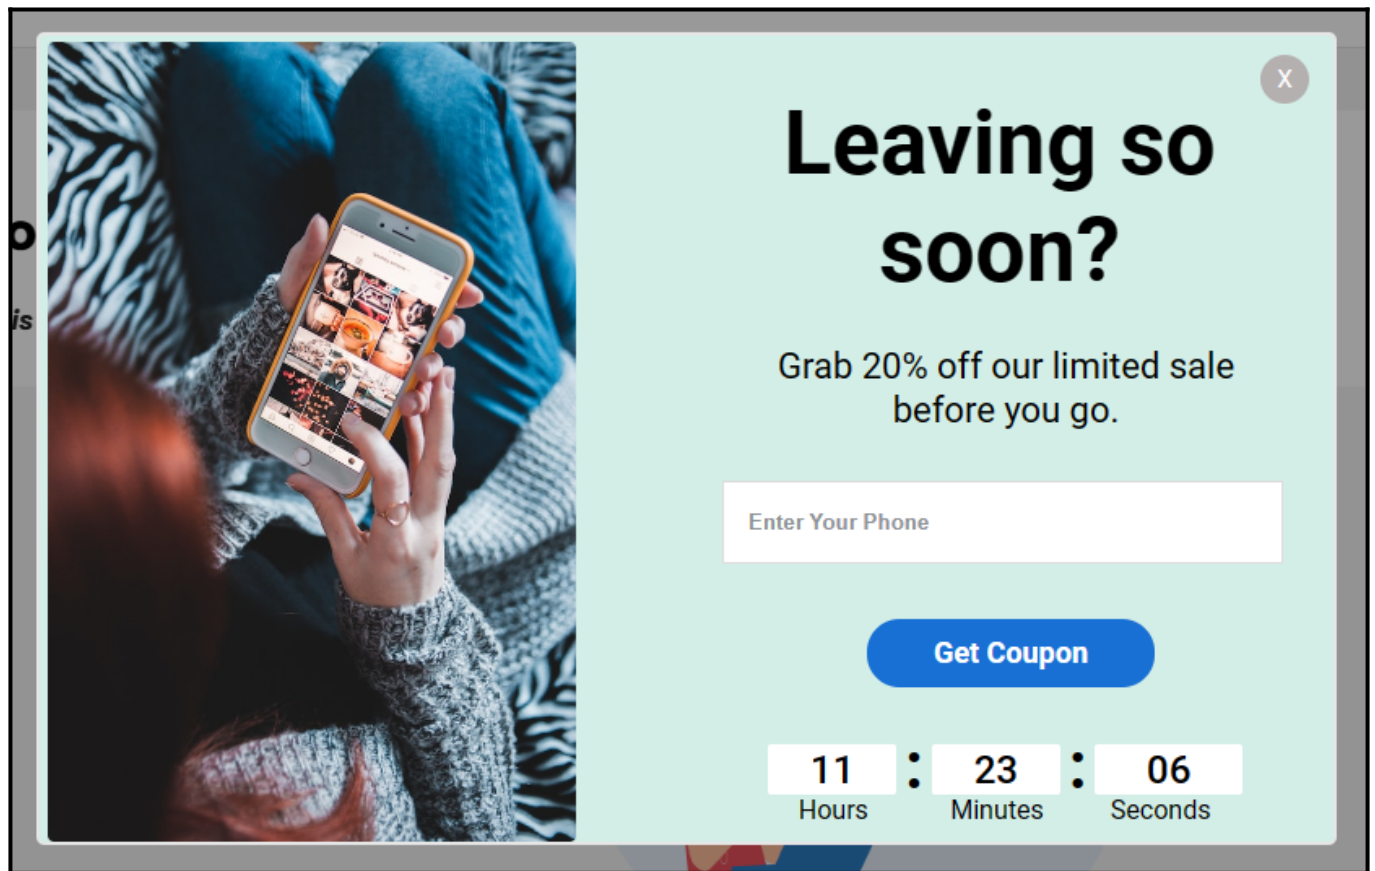 X
Leaving so
soon?
Grab 20% off our limited sale
before you go.
Enter Your Phone
Get Coupon
11 : 23 : 06
Hours Minutes Seconds
is